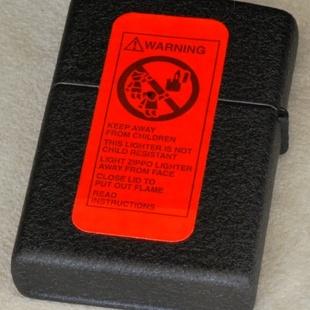 WARNING
KEEP AWAY
FROM CHILDREN
THIS LIGHTER IS NOT
CHILD RESISTANT
LIGHT ZIPPO LIGHTER
AWAY FROM FACE
CLOSE LID TO
PUT OUT FLAME
READ
INSTRUCTIONS